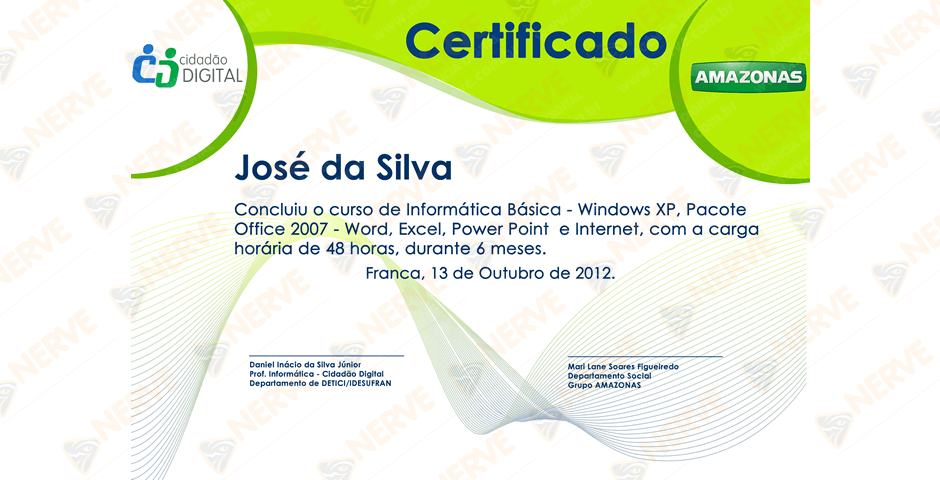 Certificado
cidadão
DIGITAL
AMAZONAS
José da Silva
Concluiu o curso de Informática Básica - Windows XP, Pacote
Office 2007 - Word, Excel, Power Point e Internet, com a carga
horária de 48 horas, durante 6 meses.
Franca, 13 de Outubro de 2012.
Daniel Inácio da Silva Júnior
Prof. Informática - Cidadão Digital
Departamento de DETICI/IDESUFRAN
Mari Lane Soares Figueiredo
Departamento Social
Grupo AMAZONAS
NERVE